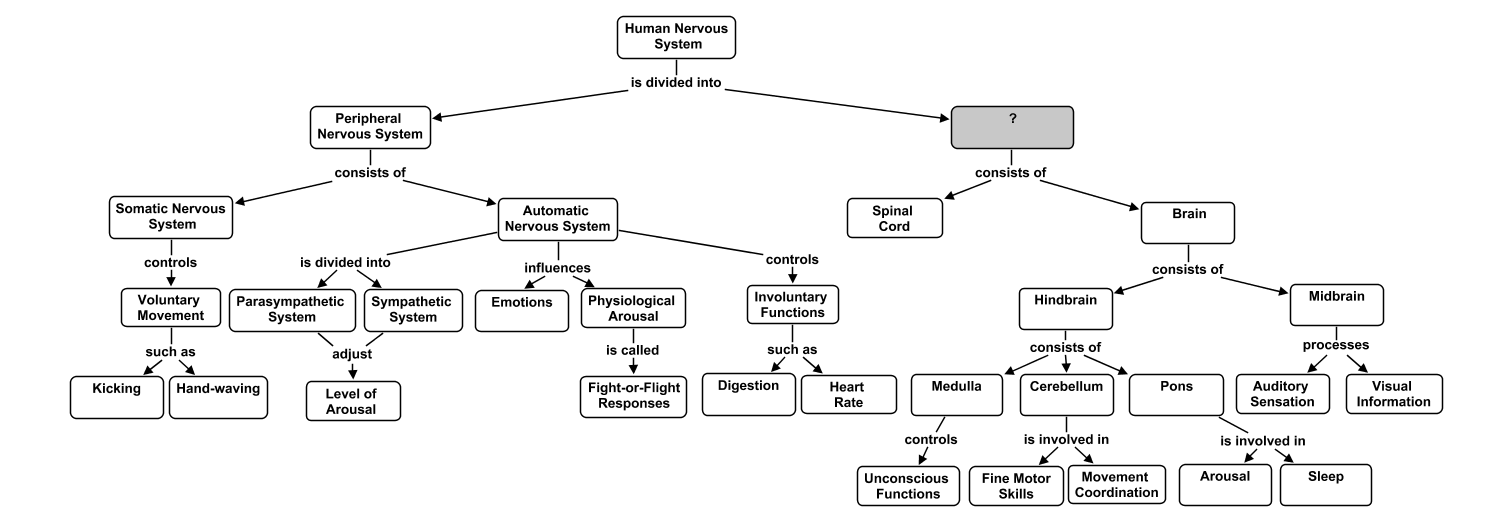 Human Nervous
System
is divided into
Peripheral
Nervous System
?
consists of
consists of
Somatic Nervous
System
Automatic
Nervous System
Spinal
Cord
Brain
controls
is divided into
influences
controls
consists of
Voluntary
Movement
Parasympathetic
System
Sympathetic
System
Emotions
Physiological
Arousal
Involuntary
Functions
Hindbrain
Midbrain
such as
adjust
is called
such as
consists of
processes
Kicking
Hand-waving
Level of
Arousal
Fight-or-Flight
Responses
Digestion
Heart
Rate
Medulla
Cerebellum
Pons
Auditory
Sensation
Visual
Information
controls
is involved in
is involved in
Unconscious
Functions
Fine Motor
Skills
Movement
Coordination
Arousal
Sleep